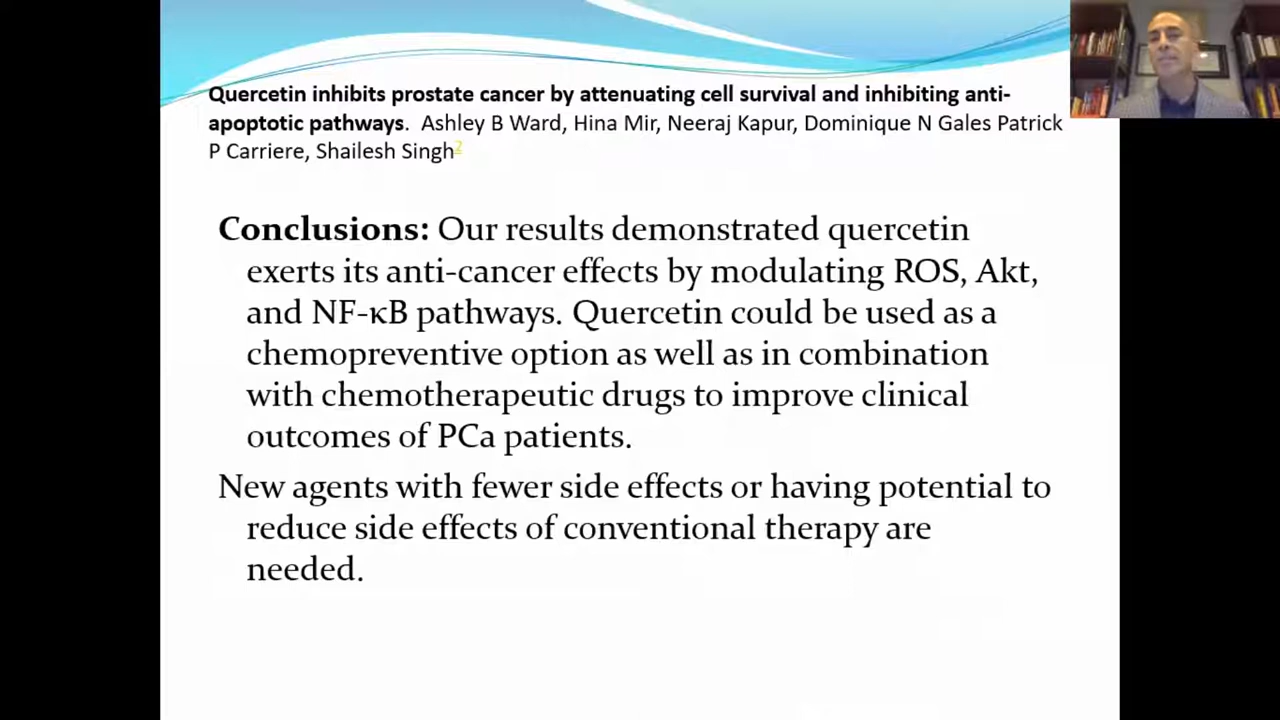 Quercetin inhibits prostate cancer by attenuating cell survival and inhibiting anti-
apoptotic pathways. Ashley B Ward, Hina Mir, Neeraj Kapur, Dominique N Gales Patrick
P Carriere, Shailesh Singh2
Conclusions: Our results demonstrated quercetin
exerts its anti-cancer effects by modulating ROS, Akt,
and NF-κB pathways. Quercetin could be used as a
chemopreventive option as well as in combination
with chemotherapeutic drugs to improve clinical
outcomes of PCa patients.
New agents with fewer side effects or having potential to
reduce side effects of conventional therapy are
needed.